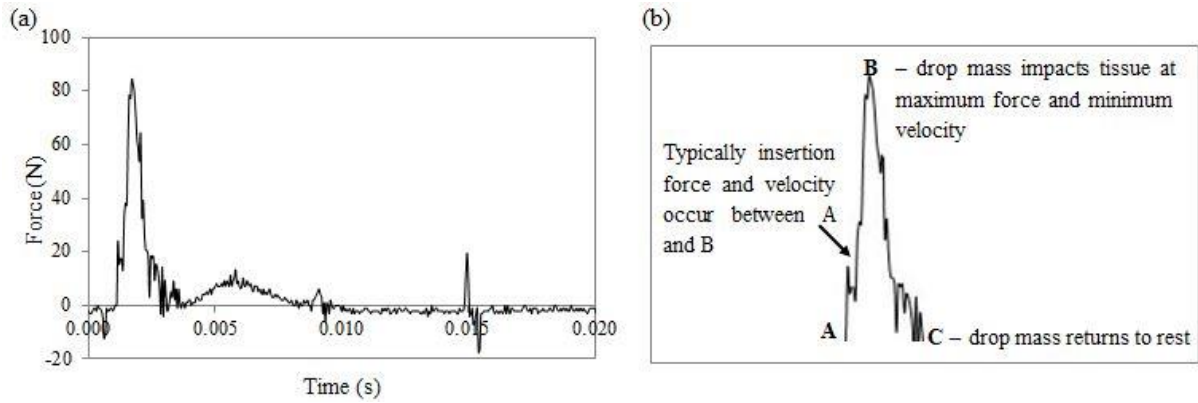 (a)
100
80
60
40
20
0
-20
Force (N)
0.000
0.005
0.010
0.015
0.020
Time (s)
(b)
B – drop mass impacts tissue at
maximum force and minimum
velocity
Typically insertion
force and velocity
occur between A
and B
A
C – drop mass returns to rest